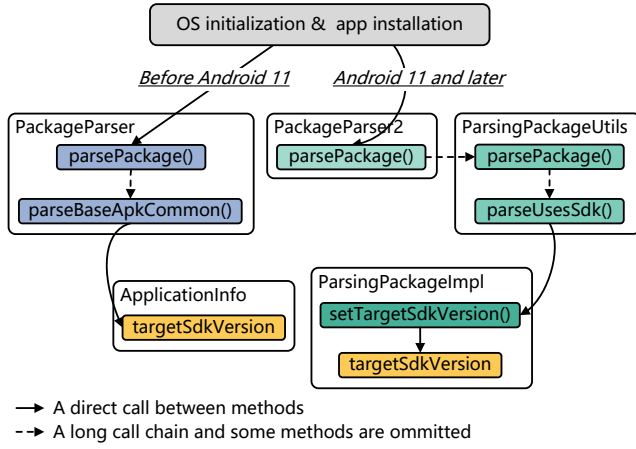 OS initialization & app installation
Before Android 11
Android 11 and later
PackageParser
parsePackage()
parseBaseApkCommon()
PackageParser2
parsePackage()
ParsingPackageUtils
parsePackage()
parseUsesSdk()
ApplicationInfo
targetSdkVersion
ParsingPackageImpl
setTargetSdkVersion()
targetSdkVersion
A direct call between methods
A long call chain and some methods are ommitted